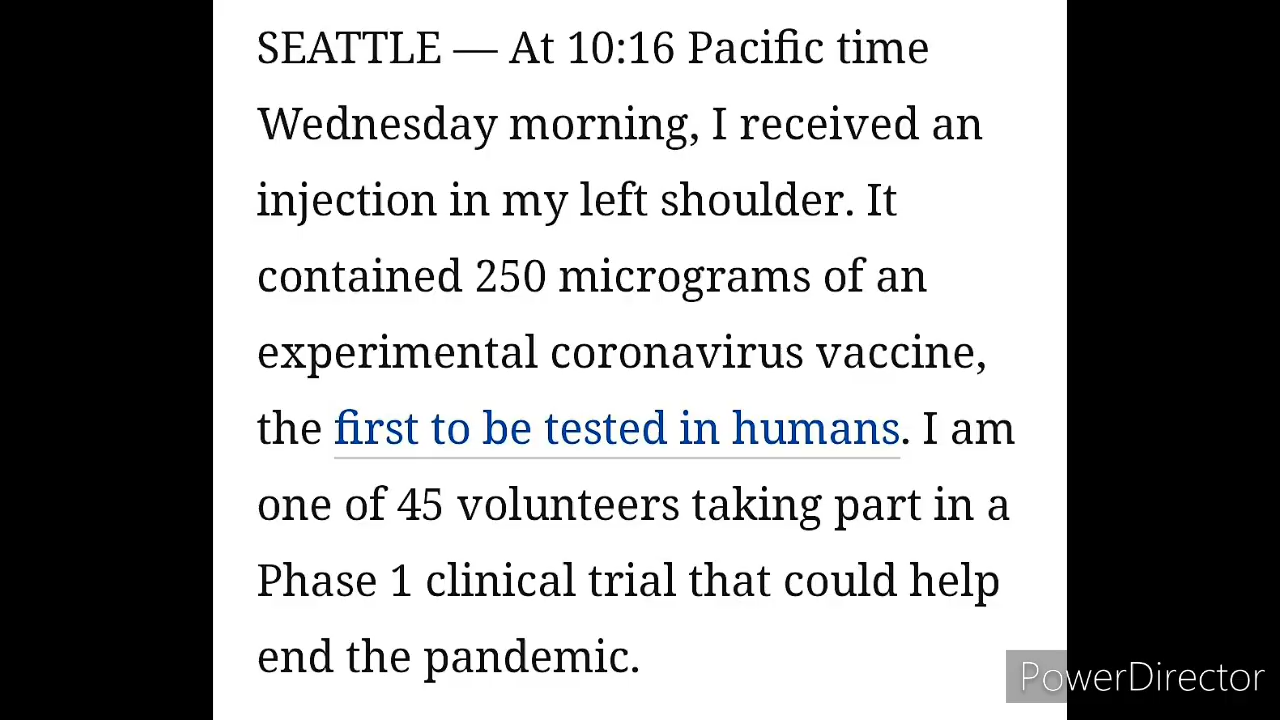 SEATTLE — At 10:16 Pacific time
Wednesday morning, I received an
injection in my left shoulder. It
contained 250 micrograms of an
experimental coronavirus vaccine,
the first to be tested in humans. I am
one of 45 volunteers taking part in a
Phase 1 clinical trial that could help
end the pandemic.
PowerDirector